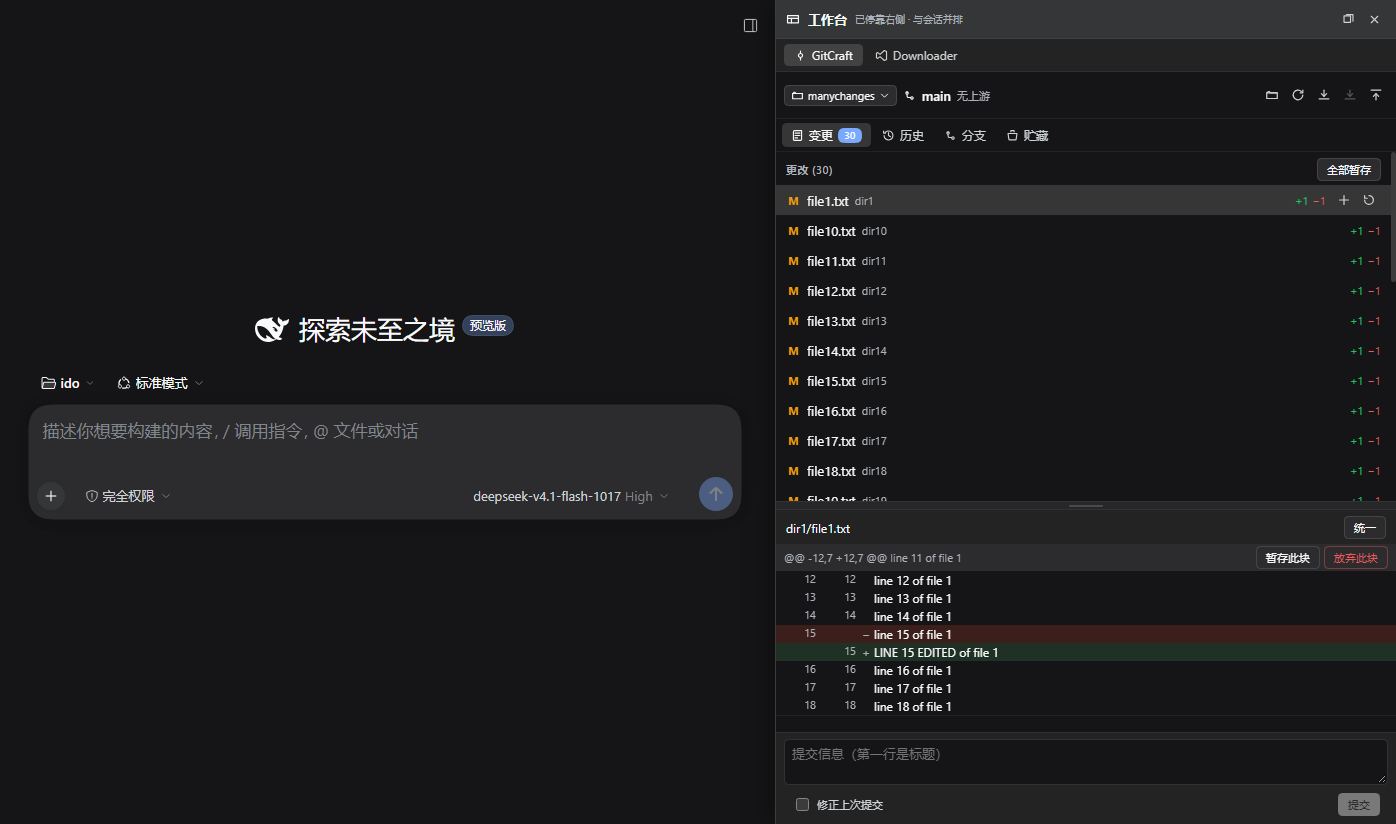 探索未至之境 预览版
ido 标准模式
描述你想要构建的内容, / 调用指令, @ 文件或对话
完全权限 deepseek-v4.1-flash-1017 High
工作台 已停靠右侧 · 与会话并排
GitCraft Downloader
manychanges main 无上游
变更 30 历史 分支 贮藏
更改 (30) 全部暂存
M file1.txt dir1 +1 −1
M file10.txt dir10 +1 −1
M file11.txt dir11 +1 −1
M file12.txt dir12 +1 −1
M file13.txt dir13 +1 −1
M file14.txt dir14 +1 −1
M file15.txt dir15 +1 −1
M file16.txt dir16 +1 −1
M file17.txt dir17 +1 −1
M file18.txt dir18 +1 −1
M file19.txt dir19 +1 −1
dir1/file1.txt 统一
@@ -12,7 +12,7 @@ line 11 of file 1 暂存此块 放弃此块
12 12 line 12 of file 1
13 13 line 13 of file 1
14 14 line 14 of file 1
15 − line 15 of file 1
15 + LINE 15 EDITED of file 1
16 16 line 16 of file 1
17 17 line 17 of file 1
18 18 line 18 of file 1
提交信息（第一行是标题）
修正上次提交 提交